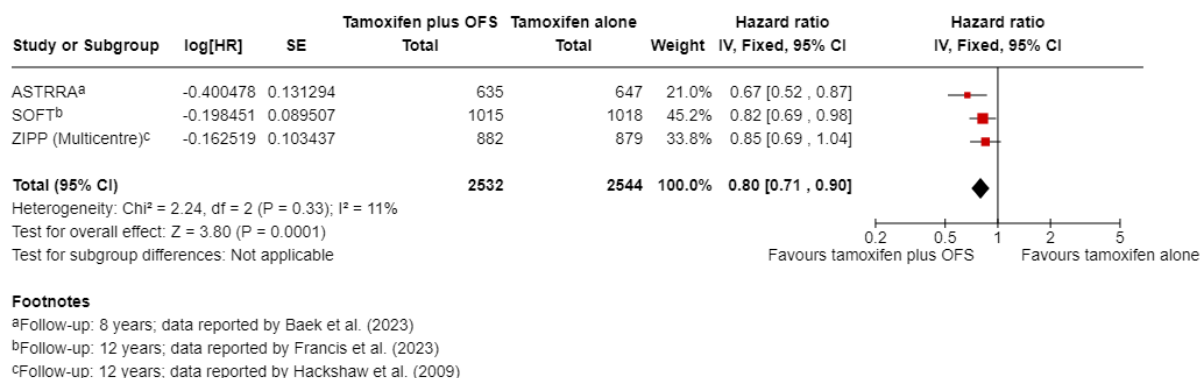 Tamoxifen plus OFS Tamoxifen alone Hazard ratio Hazard ratio
Study or Subgroup log[HR] SE Total Total Weight IV, Fixed, 95% CI IV, Fixed, 95% CI
ASTRRAᵃ -0.400478 0.131294 635 647 21.0% 0.67 [0.52 , 0.87]
SOFTᵇ -0.198451 0.089507 1015 1018 45.2% 0.82 [0.69 , 0.98]
ZIPP (Multicentre)ᶜ -0.162519 0.103437 882 879 33.8% 0.85 [0.69 , 1.04]
Total (95% CI) 2532 2544 100.0% 0.80 [0.71 , 0.90]
Heterogeneity: Chi² = 2.24, df = 2 (P = 0.33); I² = 11%
Test for overall effect: Z = 3.80 (P = 0.0001)
0.2 0.5 1 2 5
Test for subgroup differences: Not applicable
Favours tamoxifen plus OFS Favours tamoxifen alone
Footnotes
ᵃFollow-up: 8 years; data reported by Baek et al. (2023)
ᵇFollow-up: 12 years; data reported by Francis et al. (2023)
ᶜFollow-up: 12 years; data reported by Hackshaw et al. (2009)